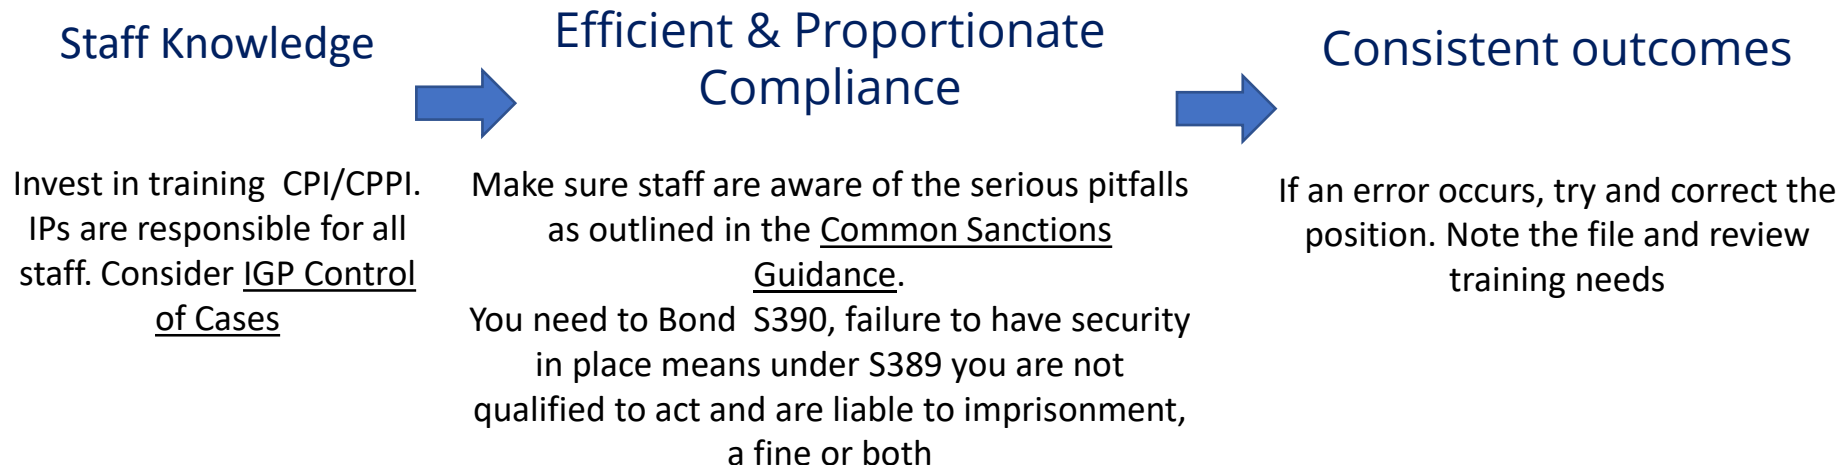 Staff Knowledge
Invest in training  CPI/CPPI.
IPs are responsible for all
staff. Consider IGP Control
of Cases
Efficient & Proportionate
Compliance
Make sure staff are aware of the serious pitfalls
as outlined in the Common Sanctions
Guidance.
You need to Bond  S390, failure to have security
in place means under S389 you are not
qualified to act and are liable to imprisonment,
a fine or both
Consistent outcomes
If an error occurs, try and correct the
position. Note the file and review
training needs